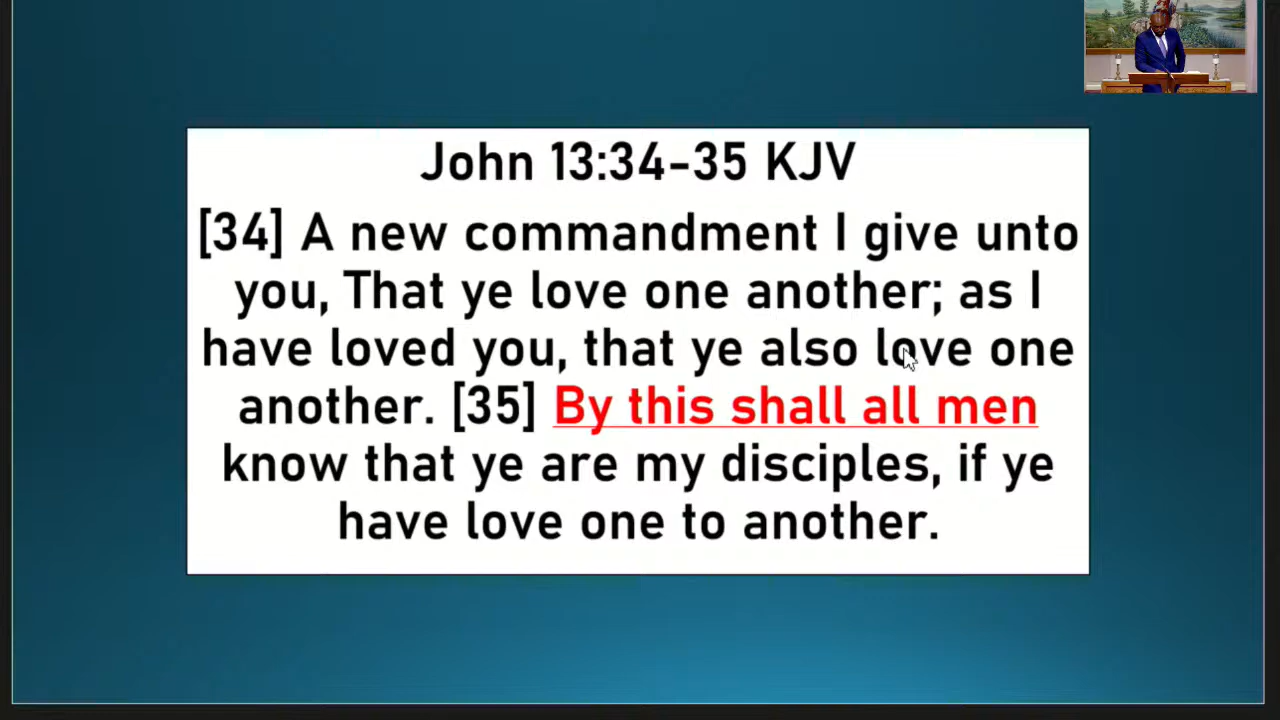 John 13:34-35 KJV
[34] A new commandment I give unto
you, That ye love one another; as I
have loved you, that ye also love one
another. [35] By this shall all men
know that ye are my disciples, if ye
have love one to another.